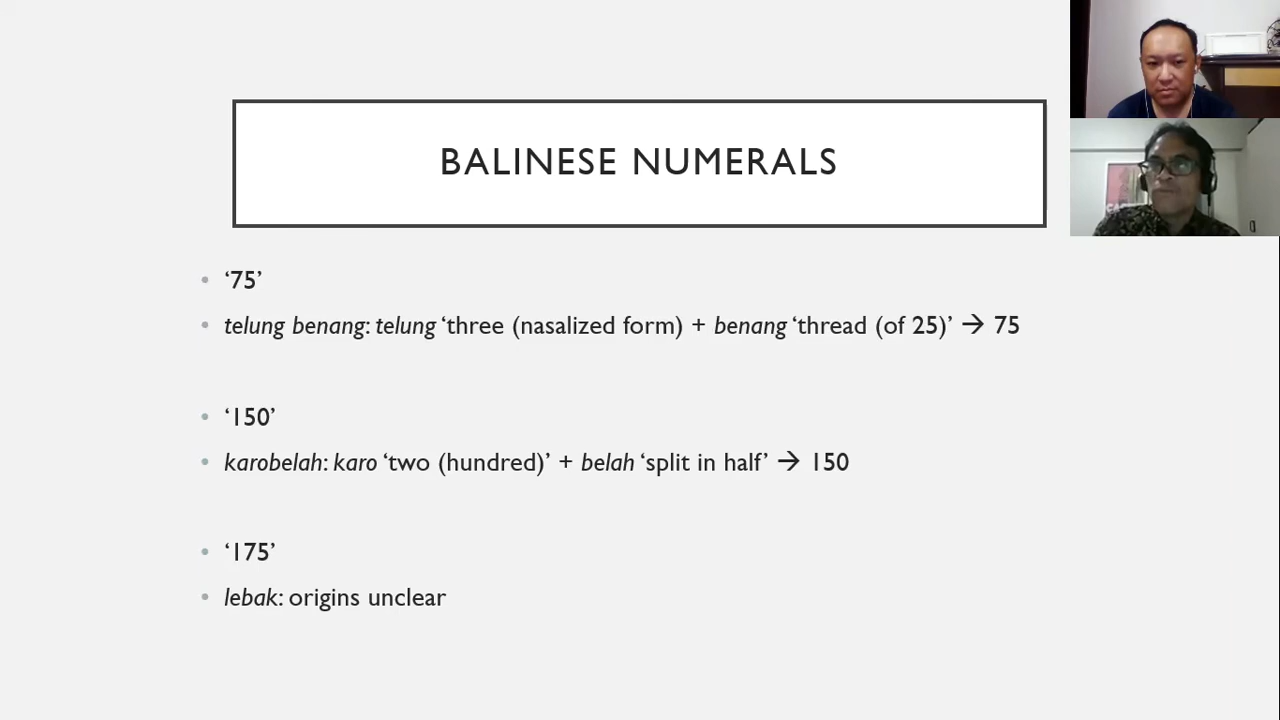 BALINESE NUMERALS
• ‘75’
• telung benang: telung ‘three (nasalized form) + benang ‘thread (of 25)’ → 75
• ‘150’
• karobelah: karo ‘two (hundred)’ + belah ‘split in half’ → 150
• ‘175’
• lebak: origins unclear